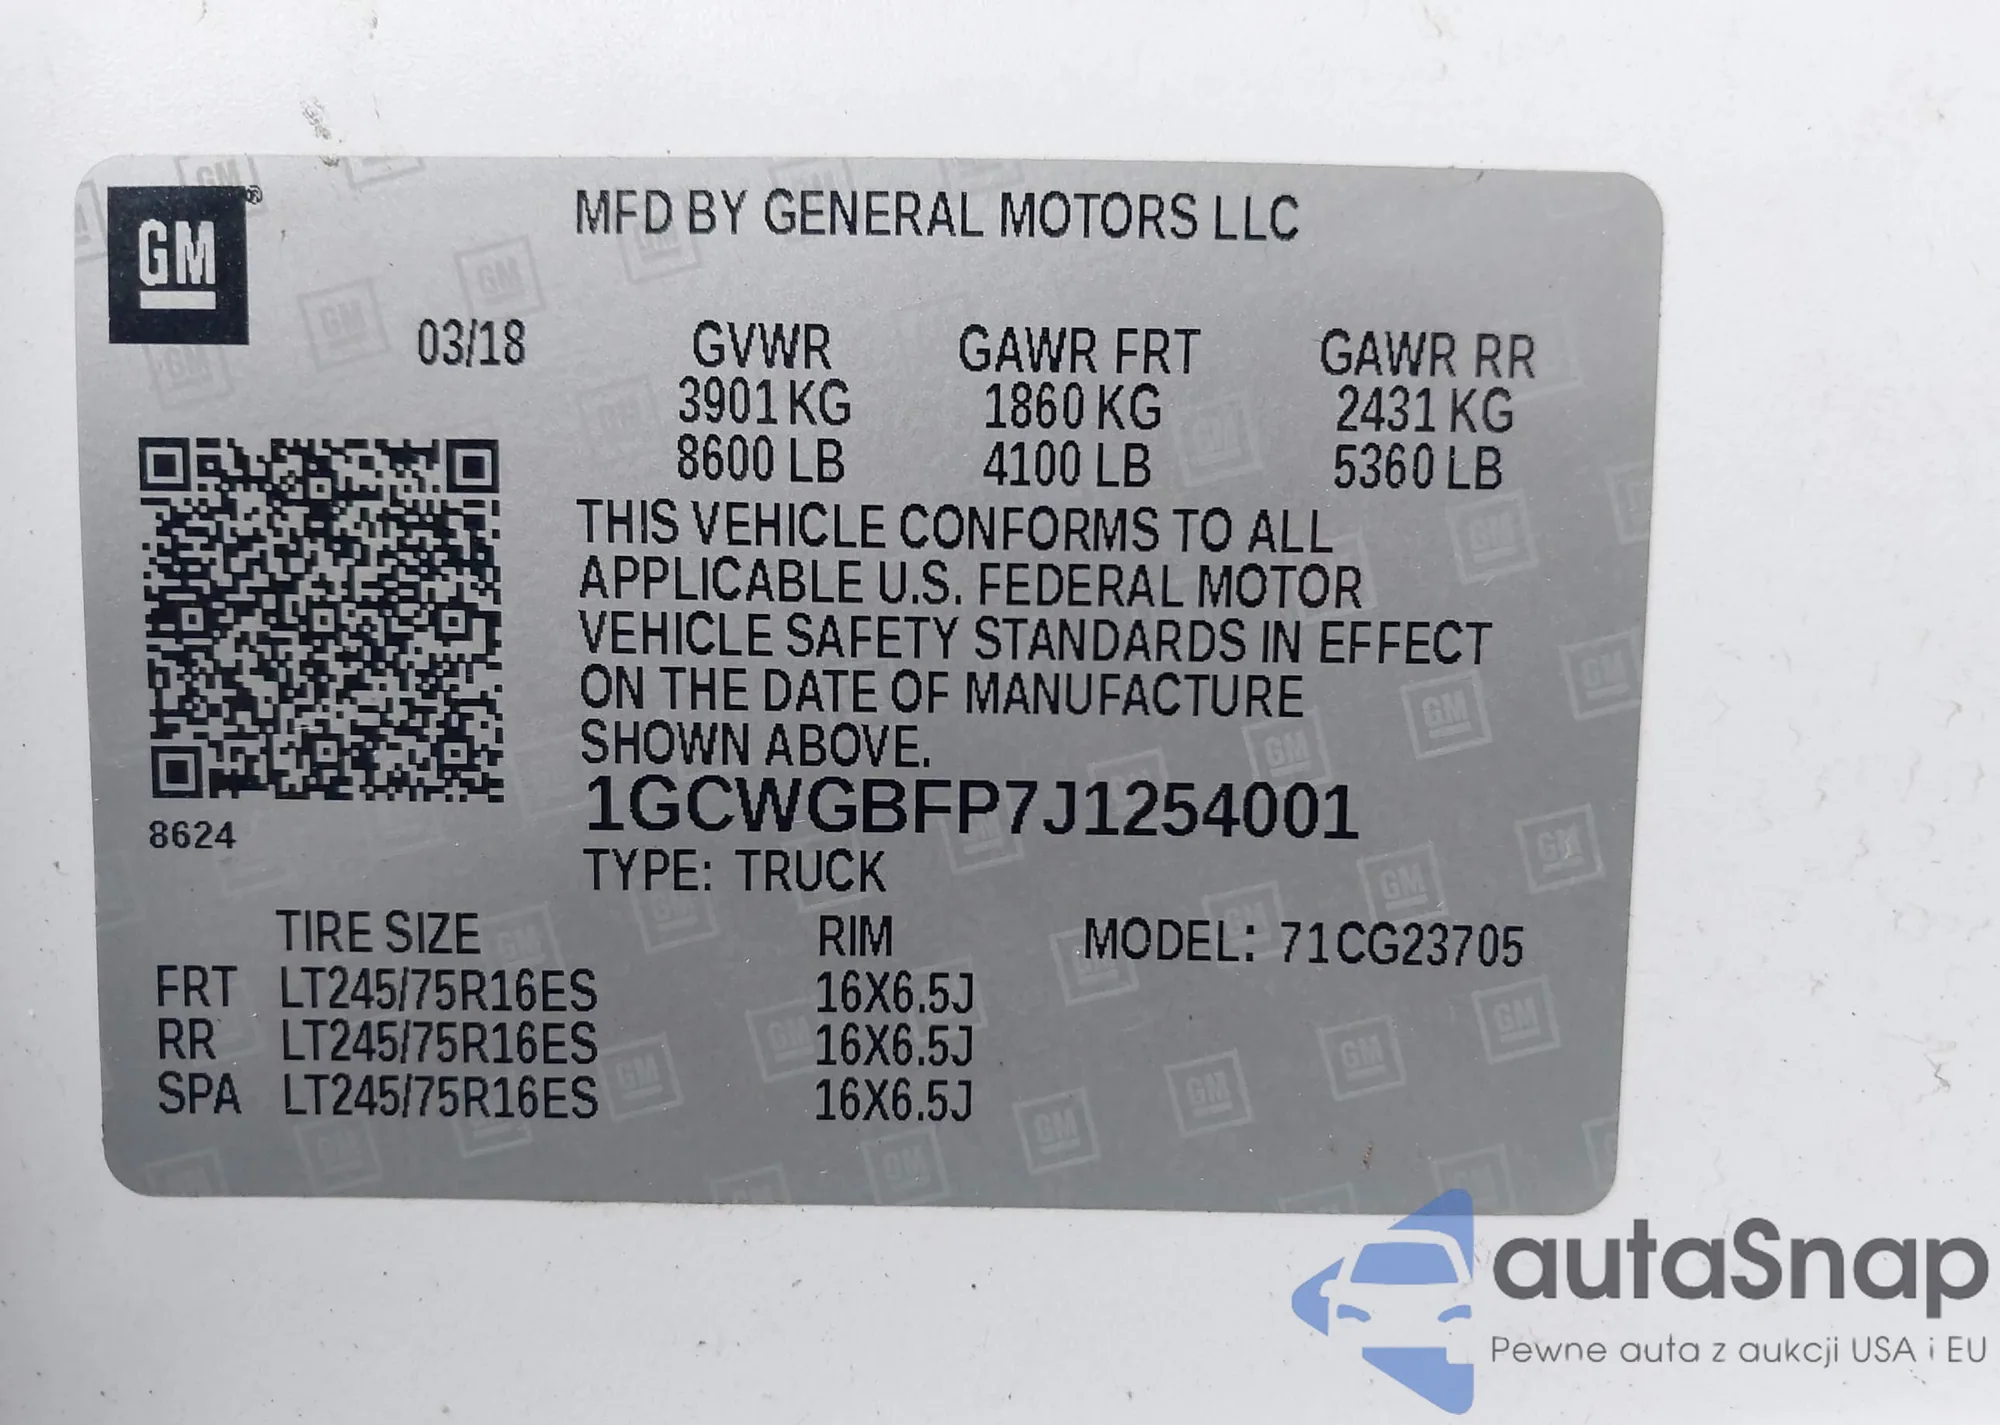 GM®
MFD BY GENERAL MOTORS LLC
03/18 GVWR GAWR FRT GAWR RR
3901 KG 1860 KG 2431 KG
8600 LB 4100 LB 5360 LB
THIS VEHICLE CONFORMS TO ALL
APPLICABLE U.S. FEDERAL MOTOR
VEHICLE SAFETY STANDARDS IN EFFECT
ON THE DATE OF MANUFACTURE
SHOWN ABOVE.
1GCWGBFP7J1254001
8624
TYPE: TRUCK
TIRE SIZE RIM MODEL: 71CG23705
FRT LT245/75R16ES 16X6.5J
RR LT245/75R16ES 16X6.5J
SPA LT245/75R16ES 16X6.5J
autaSnap
Pewne auta z aukcji USA i EU